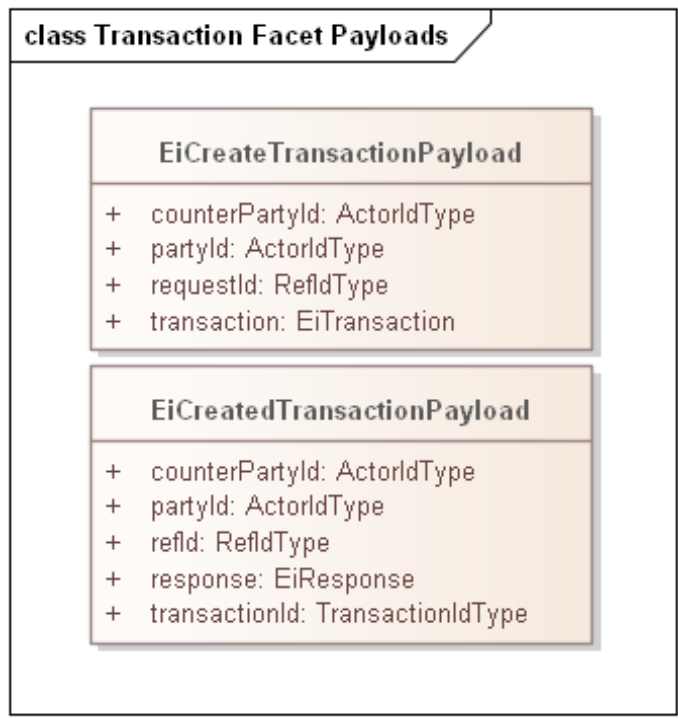 class Transaction Facet Payloads
EiCreateTransactionPayload
+ counterPartyId: ActorIdType
+ partyId: ActorIdType
+ requestId: RefIdType
+ transaction: EiTransaction
EiCreatedTransactionPayload
+ counterPartyId: ActorIdType
+ partyId: ActorIdType
+ refId: RefIdType
+ response: EiResponse
+ transactionId: TransactionIdType